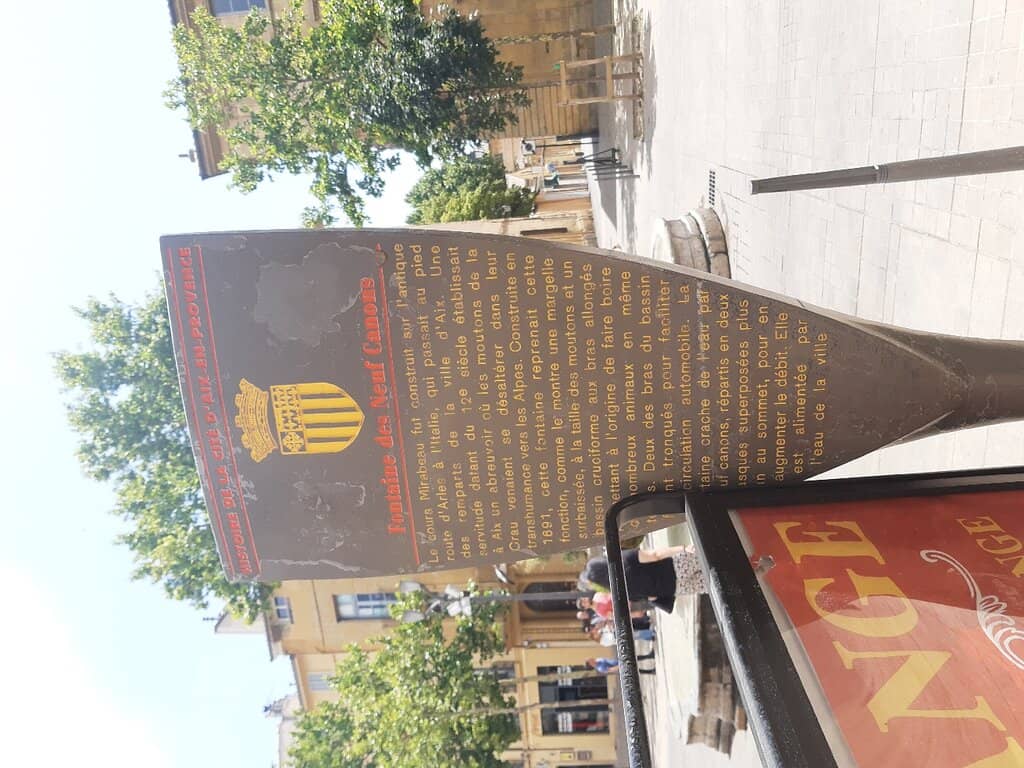 HISTOIRE DE LA CITE D'AIX-EN-PROVENCE
Fontaine des Neuf Canons
Le cours Mirabeau fut construit sur l'antique
route d'Arles à l'Italie, qui passait au pied
des remparts de la ville d'Aix. Une
servitude datant du 12e siècle établissait
à Aix un abreuvoir où les moutons de la
Crau venaient se désaltérer dans leur
transhumance vers les Alpes. Construite en
1691, cette fontaine reprenait cette
fonction, comme le montre une margelle
surbaissée, à la taille des moutons et un
bassin cruciforme aux bras allongés
à l'origine de faire boire
ombreux animaux en même
s. Deux des bras du bassin
nt tronqués pour faciliter
circulation automobile. La
taine crache de l'eau par
uf canons, répartis en deux
sques superposées plus
n au sommet, pour en
augmenter le débit. Elle
est alimentée par
l'eau de la ville
NGE
NGE